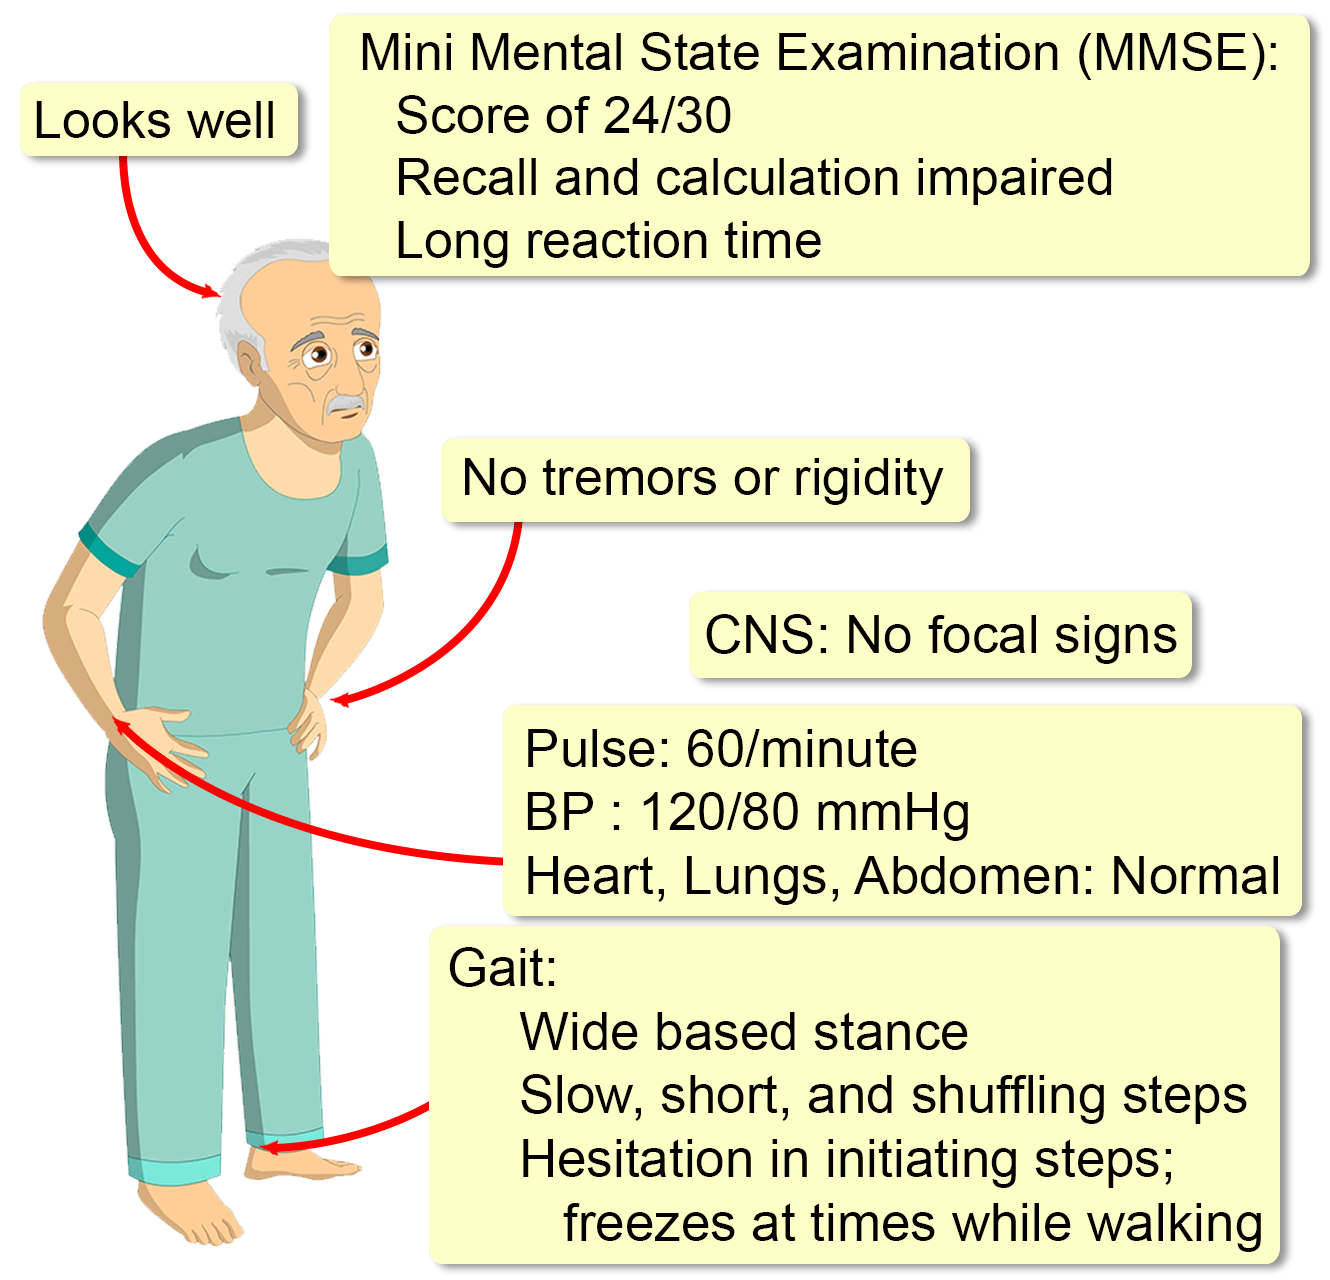 Mini Mental State Examination (MMSE):
Score of 24/30
Recall and calculation impaired
Long reaction time
Looks well
No tremors or rigidity
CNS: No focal signs
Pulse: 60/minute
BP : 120/80 mmHg
Heart, Lungs, Abdomen: Normal
Gait:
Wide based stance
Slow, short, and shuffling steps
Hesitation in initiating steps;
freezes at times while walking